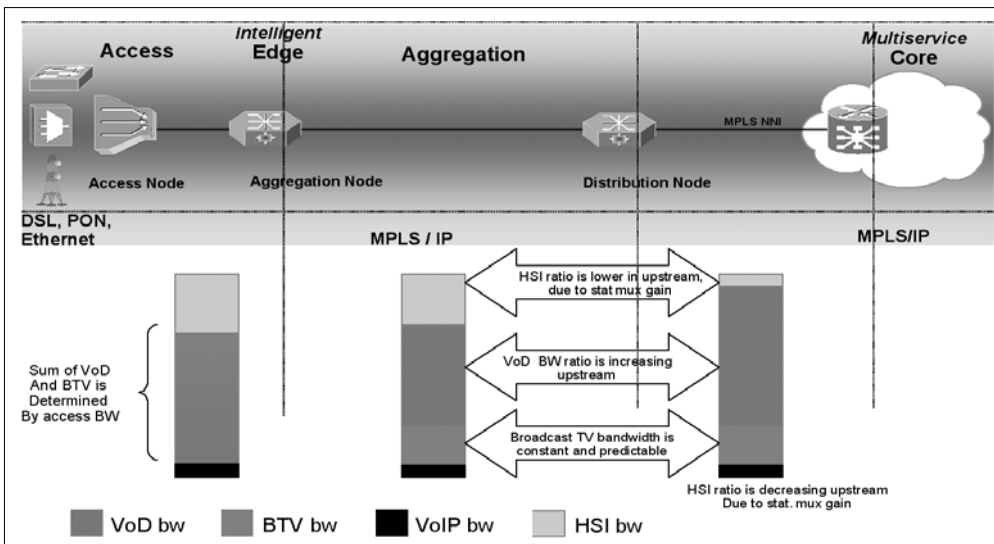 Access
Intelligent
Edge
Aggregation
Multiservice
Core
MPLS NNI
Access Node
Aggregation Node
Distribution Node
DSL, PON,
Ethernet
MPLS / IP
MPLS/IP
HSI ratio is lower in upstream,
due to stat mux gain
Sum of VoD
And BTV is
Determined
By access BW
VoD BW ratio is increasing
upstream
Broadcast TV bandwidth is
constant and predictable
HSI ratio is decreasing upstream
Due to stat. mux gain
VoD bw
BTV bw
VoIP bw
HSI bw